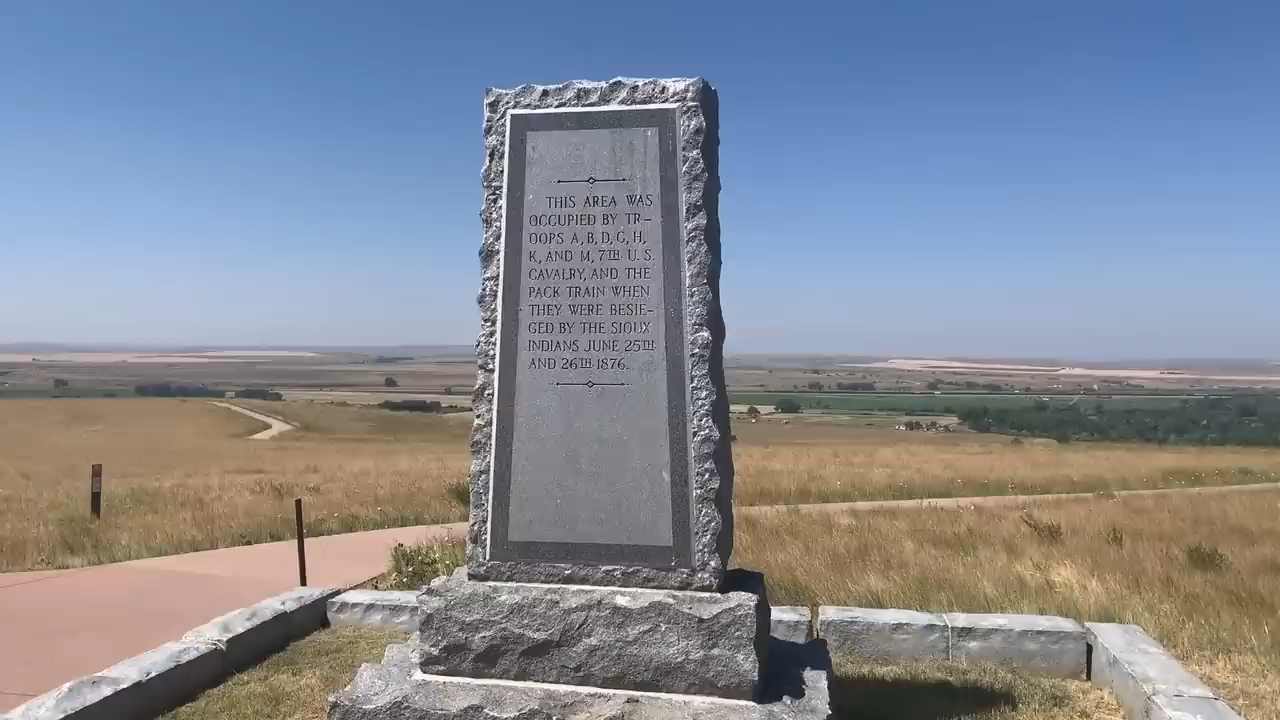 THIS AREA WAS
OCCUPIED BY TR-
OOPS A, B, D, G, H,
K, AND M, 7TH U. S.
CAVALRY, AND THE
PACK TRAIN WHEN
THEY WERE BESIE-
GED BY THE SIOUX
INDIANS JUNE 25TH
AND 26TH 1876.